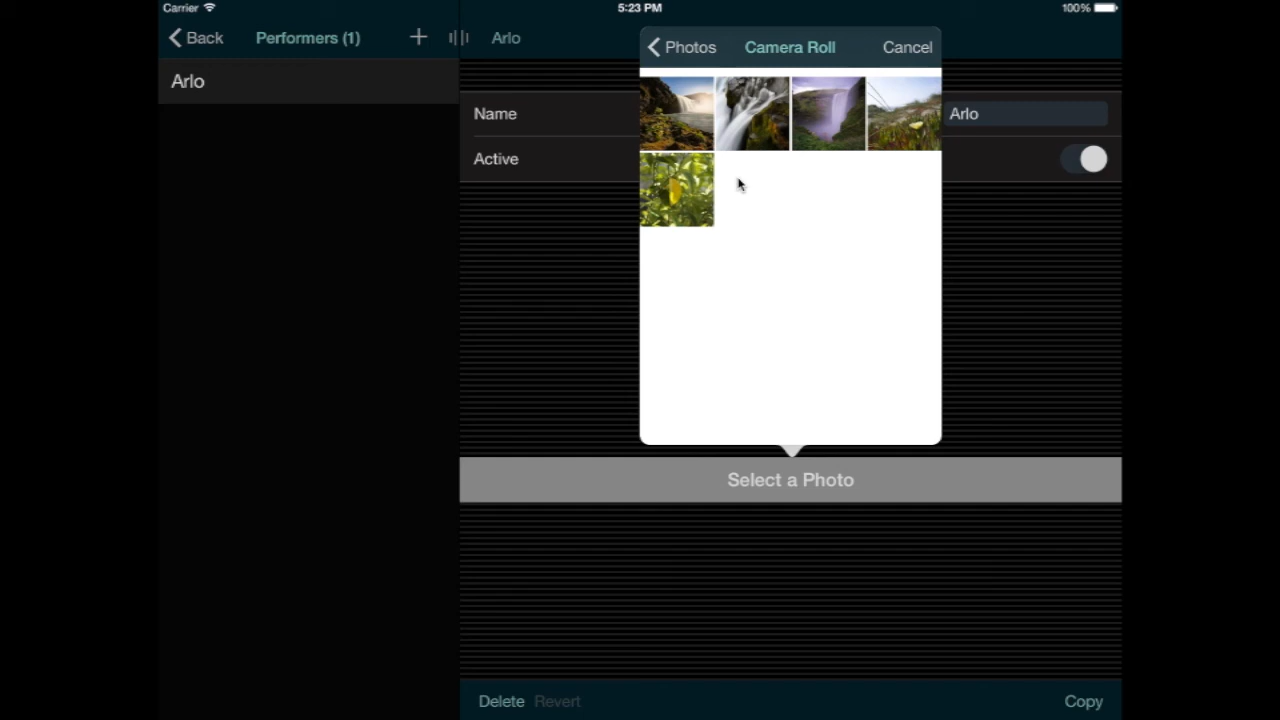 Carrier
5:23 PM
100%
Back
Performers (1)
Arlo
Photos
Camera Roll
Cancel
Arlo
Name
Arlo
Active
Select a Photo
Delete
Revert
Copy